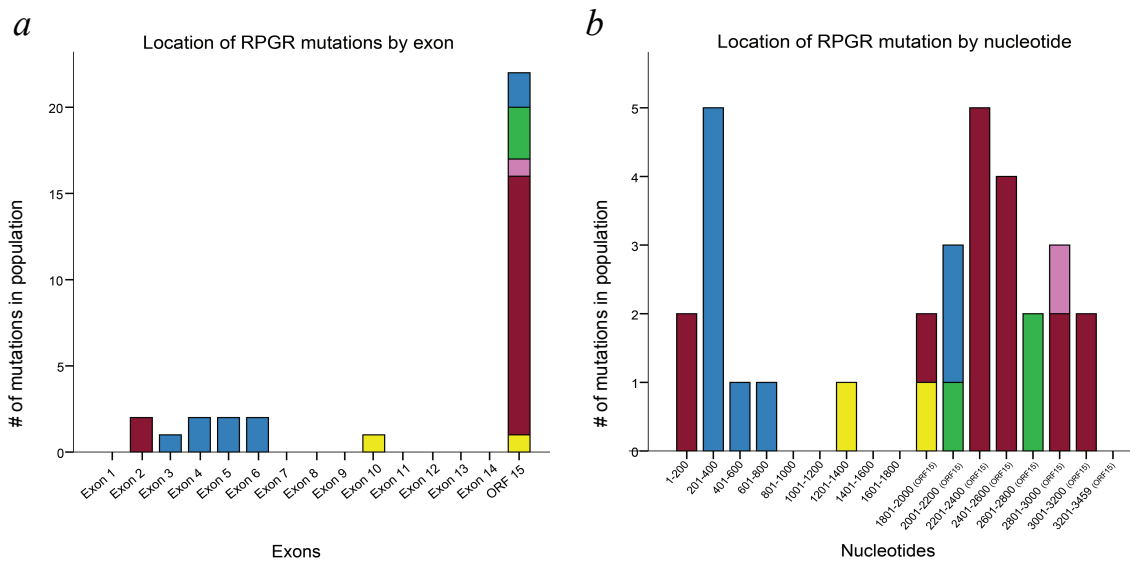 a
Location of RPGR mutations by exon
# of mutations in population
20
15
10
5
0
Exon 1
Exon 2
Exon 3
Exon 4
Exon 5
Exon 6
Exon 7
Exon 8
Exon 9
Exon 10
Exon 11
Exon 12
Exon 13
Exon 14
ORF 15
Exons
b
Location of RPGR mutation by nucleotide
# of mutations in population
5
4
3
2
1
0
1-200
201-400
401-600
601-800
801-1000
1001-1200
1201-1400
1401-1600
1601-1800
1801-2000 (ORF15)
2001-2200 (ORF15)
2201-2400 (ORF15)
2401-2600 (ORF15)
2601-2800 (ORF15)
2801-3000 (ORF15)
3001-3200 (ORF15)
3201-3459 (ORF15)
Nucleotides